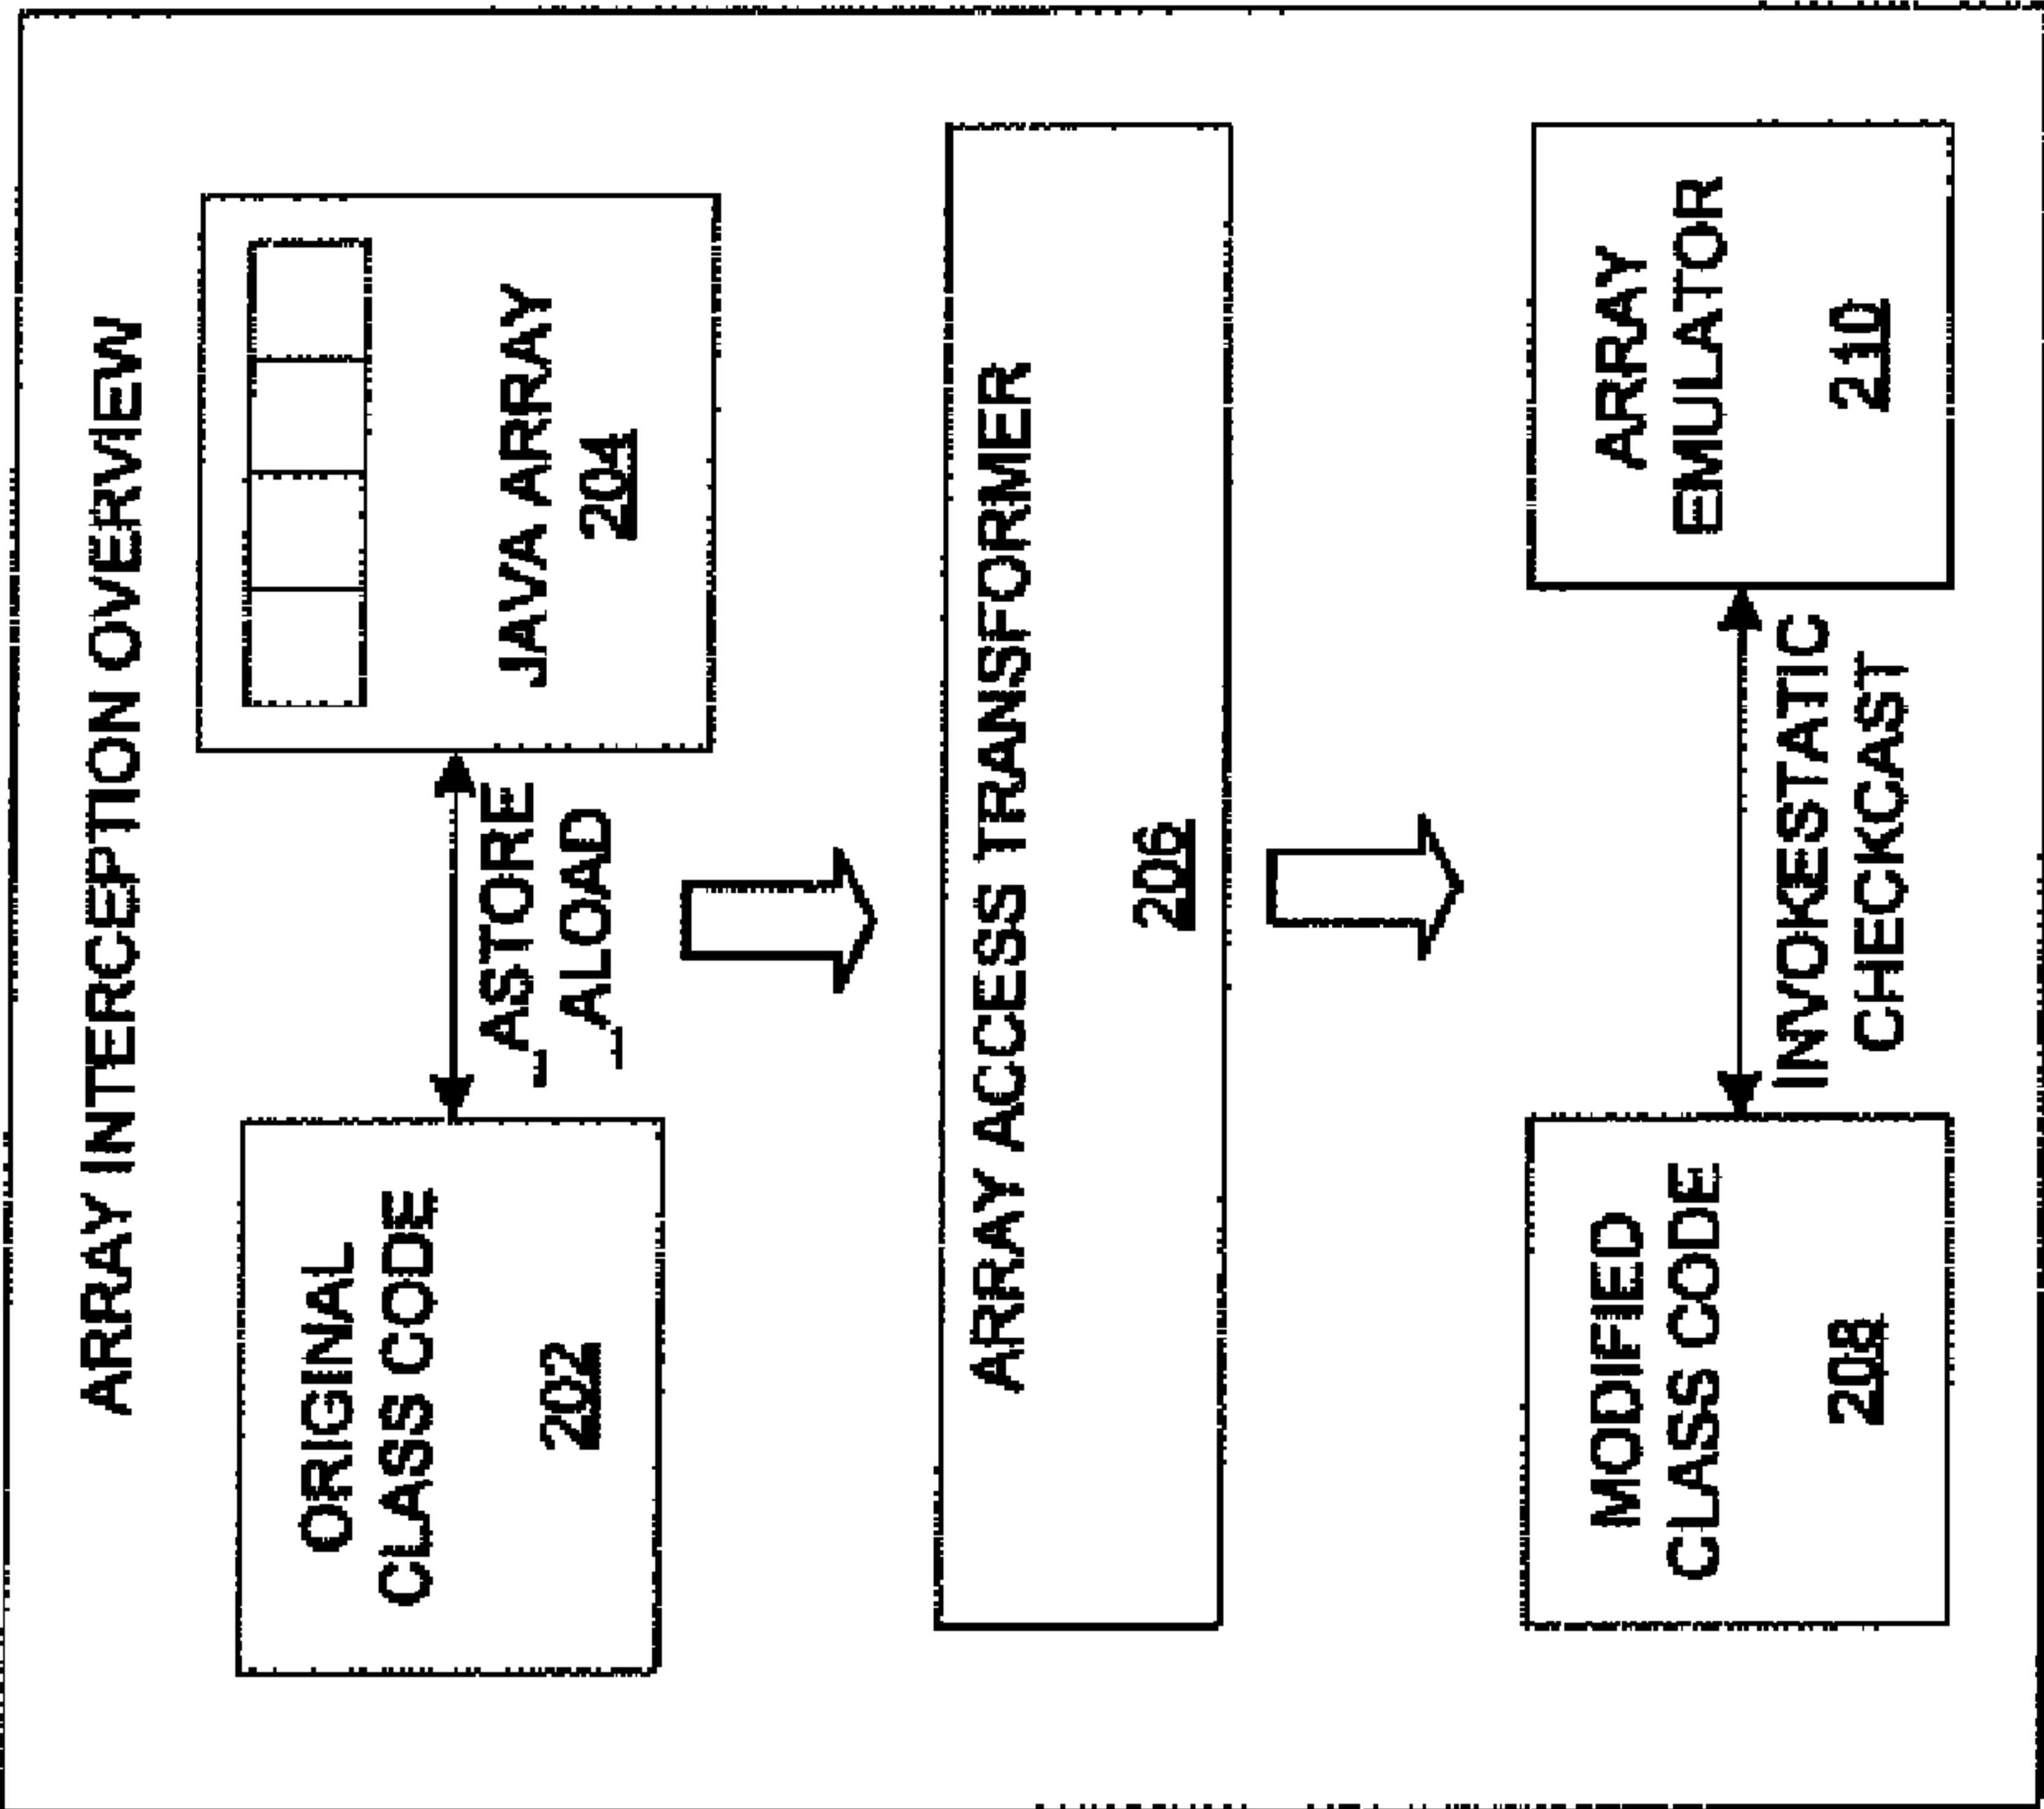 ARRAY INTERCEPTION OVERVIEW
ORIGINAL
CLASS CODE
202
_ASTORE
_ALOAD
JAVA ARRAY
204
ARRAY ACCESS TRANSFORMER
206
MODIFIED
CLASS CODE
208
INVOKESTATIC
CHECKCAST
ARRAY
EMULATOR
210